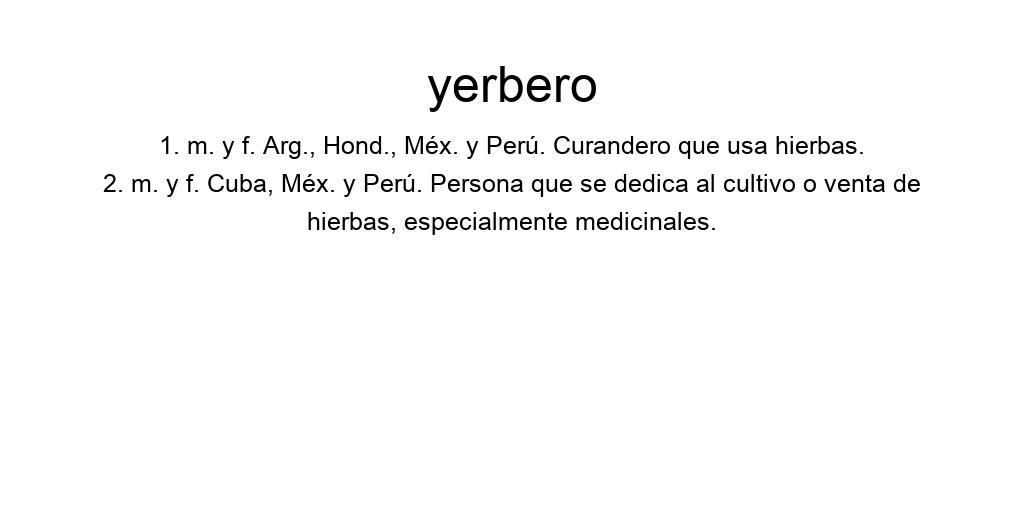 yerbero
1. m. y f. Arg., Hond., Méx. y Perú. Curandero que usa hierbas.
2. m. y f. Cuba, Méx. y Perú. Persona que se dedica al cultivo o venta de
hierbas, especialmente medicinales.